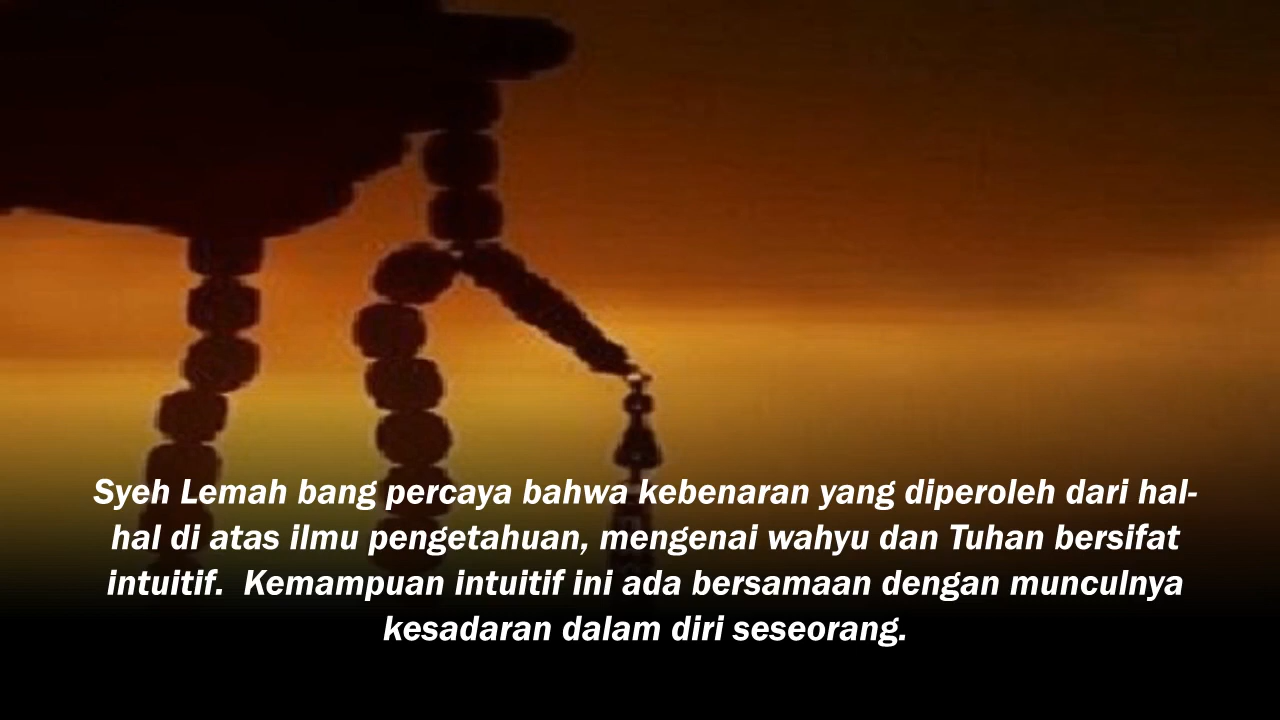 Syeh Lemah bang percaya bahwa kebenaran yang diperoleh dari hal-
hal di atas ilmu pengetahuan, mengenai wahyu dan Tuhan bersifat
intuitif.  Kemampuan intuitif ini ada bersamaan dengan munculnya
kesadaran dalam diri seseorang.